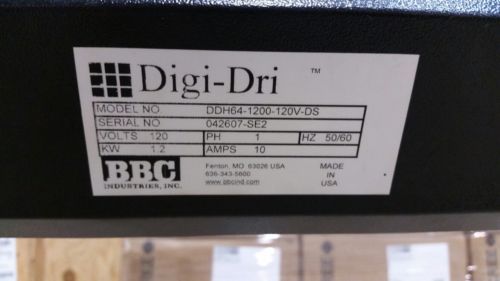 Digi-Dri ™
MODEL NO DDH64-1200-120V-DS
SERIAL NO 042607-SE2
VOLTS 120 PH 1 HZ 50/60
KW 1.2 AMPS 10
BBC
INDUSTRIES, INC.
Fenton, MO 63026 USA
636-343-5600
www.bbcind.com
MADE
IN
USA